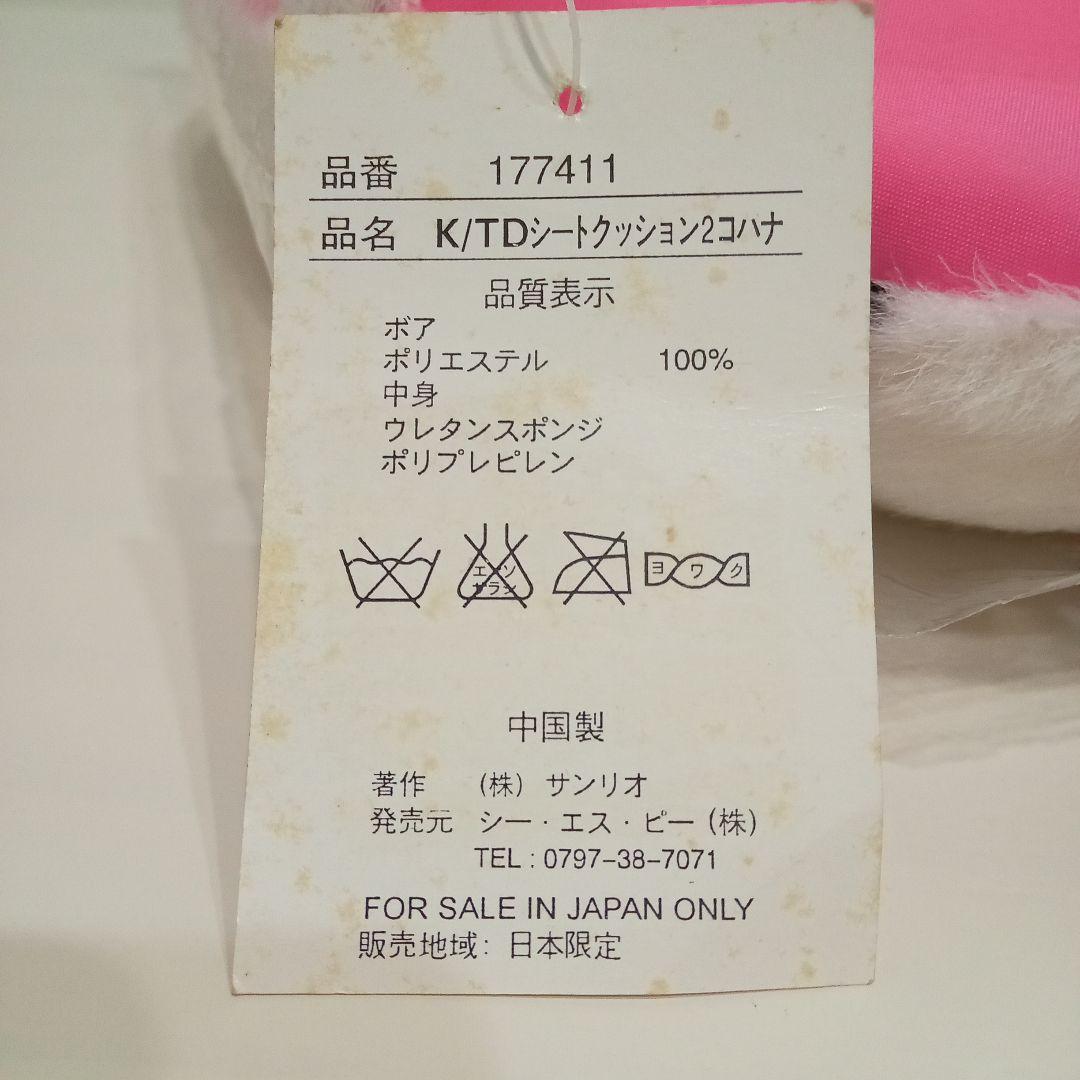 品番 177411
品名 K/TDシートクッション2コハナ
品質表示
ボア
ポリエステル 100%
中身
ウレタンスポンジ
ポリプレピレン
エンソ
サラシ
ヨワク
中国製
著作 (株) サンリオ
発売元 シー・エス・ピー(株)
TEL:0797-38-7071
FOR SALE IN JAPAN ONLY
販売地域: 日本限定